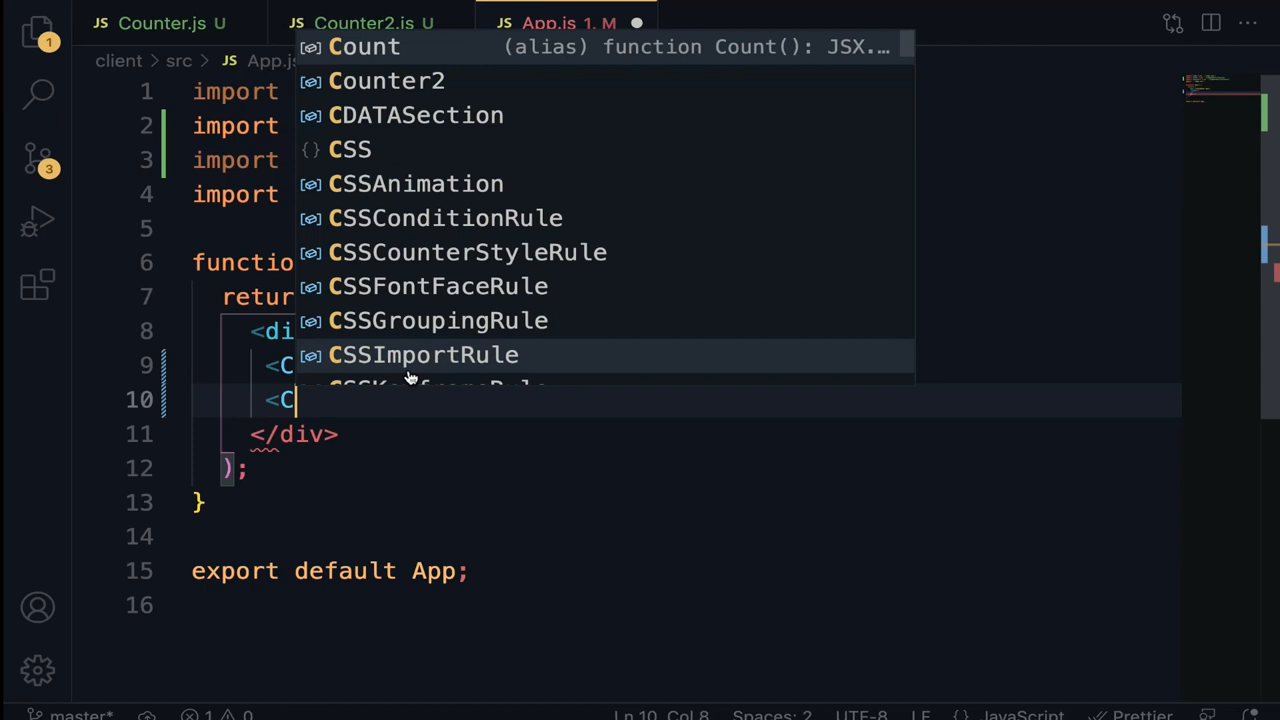 JS Counter.js U JS Counter2.js U JS App.js 1, M
client > src > JS App.js
1
1 import
2 import
3 import
3
4 import
5
6 functio
7 retur
8 <di
9 <C
10 <C
11 </div>
12 );
13 }
14
15 export default App;
16
Count (alias) function Count(): JSX.…
Counter2
CDATASection
{} CSS
CSSAnimation
CSSConditionRule
CSSCounterStyleRule
CSSFontFaceRule
CSSGroupingRule
CSSImportRule
CSSKeyframeRule
master* 1 0 Ln 10, Col 8 Spaces: 2 UTF-8 LF {} JavaScript Prettier